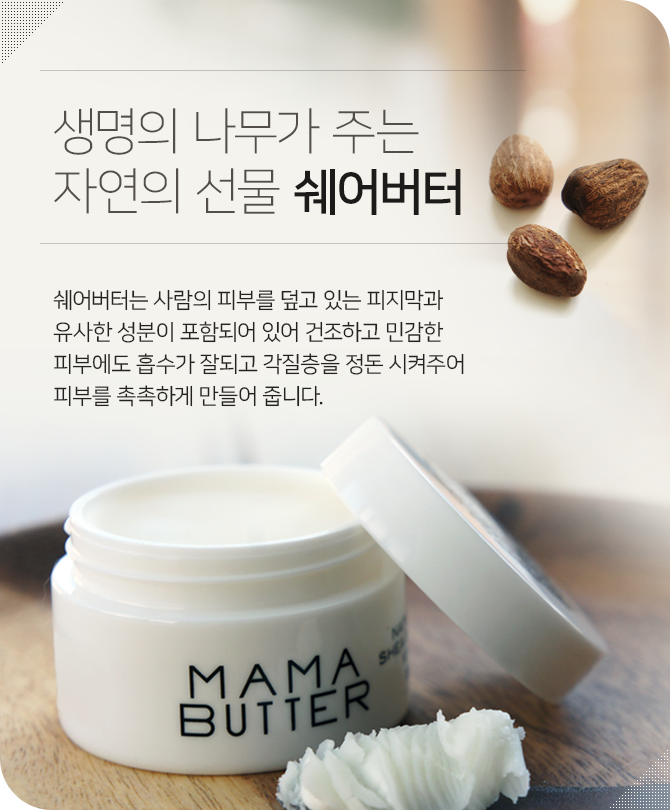 생명의 나무가 주는
자연의 선물 쉐어버터
쉐어버터는 사람의 피부를 덮고 있는 피지막과
유사한 성분이 포함되어 있어 건조하고 민감한
피부에도 흡수가 잘되고 각질층을 정돈 시켜주어
피부를 촉촉하게 만들어 줍니다.
MAMA
BUTTER